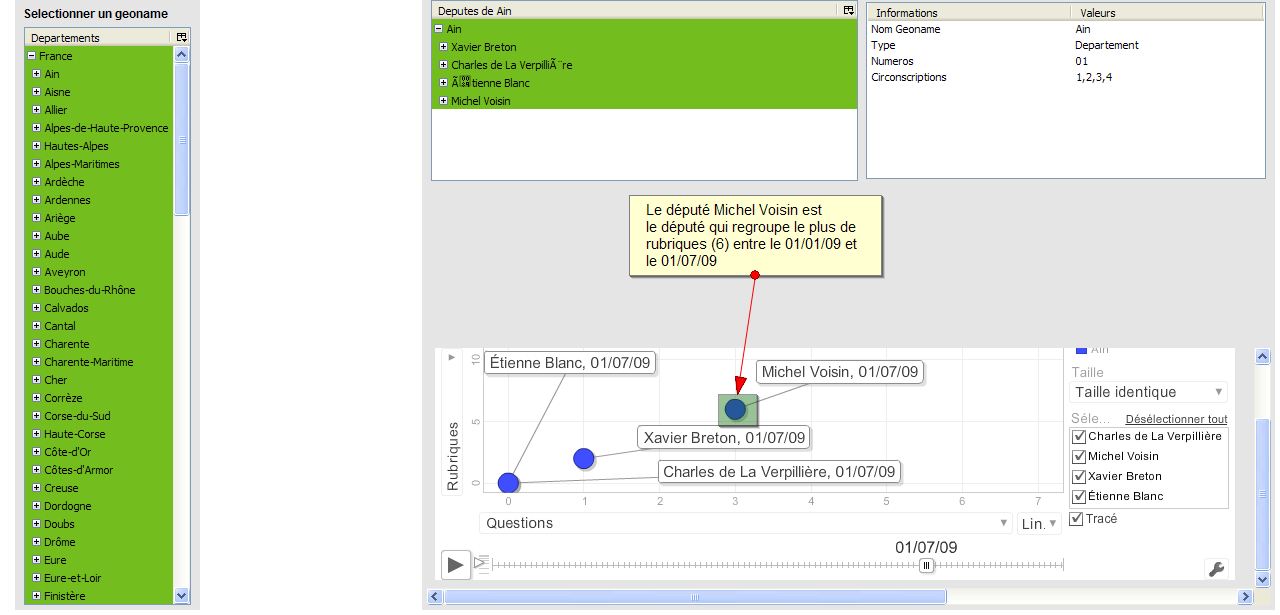 Selectionner un geoname
Departements
France
Ain
Aisne
Allier
Alpes-de-Haute-Provence
Hautes-Alpes
Alpes-Maritimes
Ardèche
Ardennes
Ariège
Aube
Aude
Aveyron
Bouches-du-Rhône
Calvados
Cantal
Charente
Charente-Maritime
Cher
Corrèze
Corse-du-Sud
Haute-Corse
Côte-d'Or
Côtes-d'Armor
Creuse
Dordogne
Doubs
Drôme
Eure
Eure-et-Loir
Finistère
Deputes de Ain
Ain
Xavier Breton
Charles de La VerpilliÃ¨re
Ã tienne Blanc
Michel Voisin
Informations Valeurs
Nom Geoname Ain
Type Departement
Numeros 01
Circonscriptions 1,2,3,4
Le député Michel Voisin est
le député qui regroupe le plus de
rubriques (6) entre le 01/01/09 et
le 01/07/09
Rubriques
10
5
0
Étienne Blanc, 01/07/09
Michel Voisin, 01/07/09
Xavier Breton, 01/07/09
Charles de La Verpillière, 01/07/09
0 1 2 3 4 5 6 7
Questions
Lin.
01/07/09
Ain
Taille
Taille identique
Séle... Désélectionner tout
Charles de La Verpillière
Michel Voisin
Xavier Breton
Étienne Blanc
Tracé